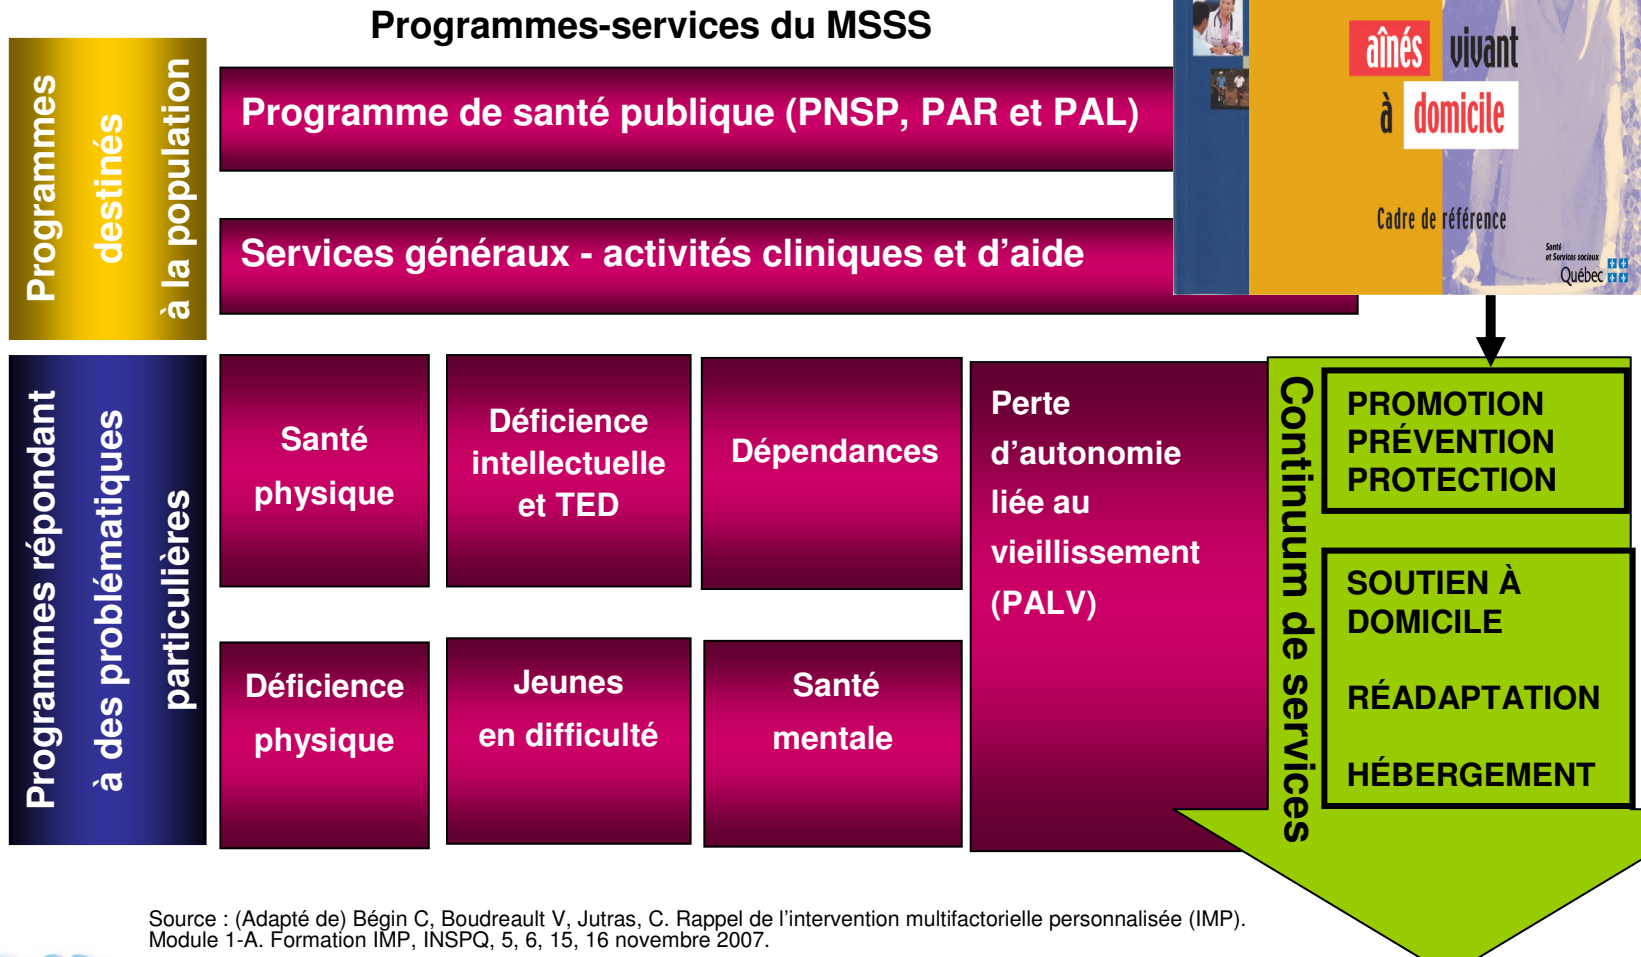 Programmes-services du MSSS
aînés vivant
à domicile
Cadre de référence
Santé
et Services sociaux
Québec
Programmes
destinés
à la population
Programme de santé publique (PNSP, PAR et PAL)
Services généraux - activités cliniques et d’aide
Programmes répondant
à des problématiques
particulières
Santé
physique
Déficience
intellectuelle
et TED
Dépendances
Déficience
physique
Jeunes
en difficulté
Santé
mentale
Perte
d’autonomie
liée au
vieillissement
(PALV)
Continuum de services
PROMOTION
PRÉVENTION
PROTECTION
SOUTIEN À
DOMICILE
RÉADAPTATION
HÉBERGEMENT
Source : (Adapté de) Bégin C, Boudreault V, Jutras, C. Rappel de l’intervention multifactorielle personnalisée (IMP).
Module 1-A. Formation IMP, INSPQ, 5, 6, 15, 16 novembre 2007.